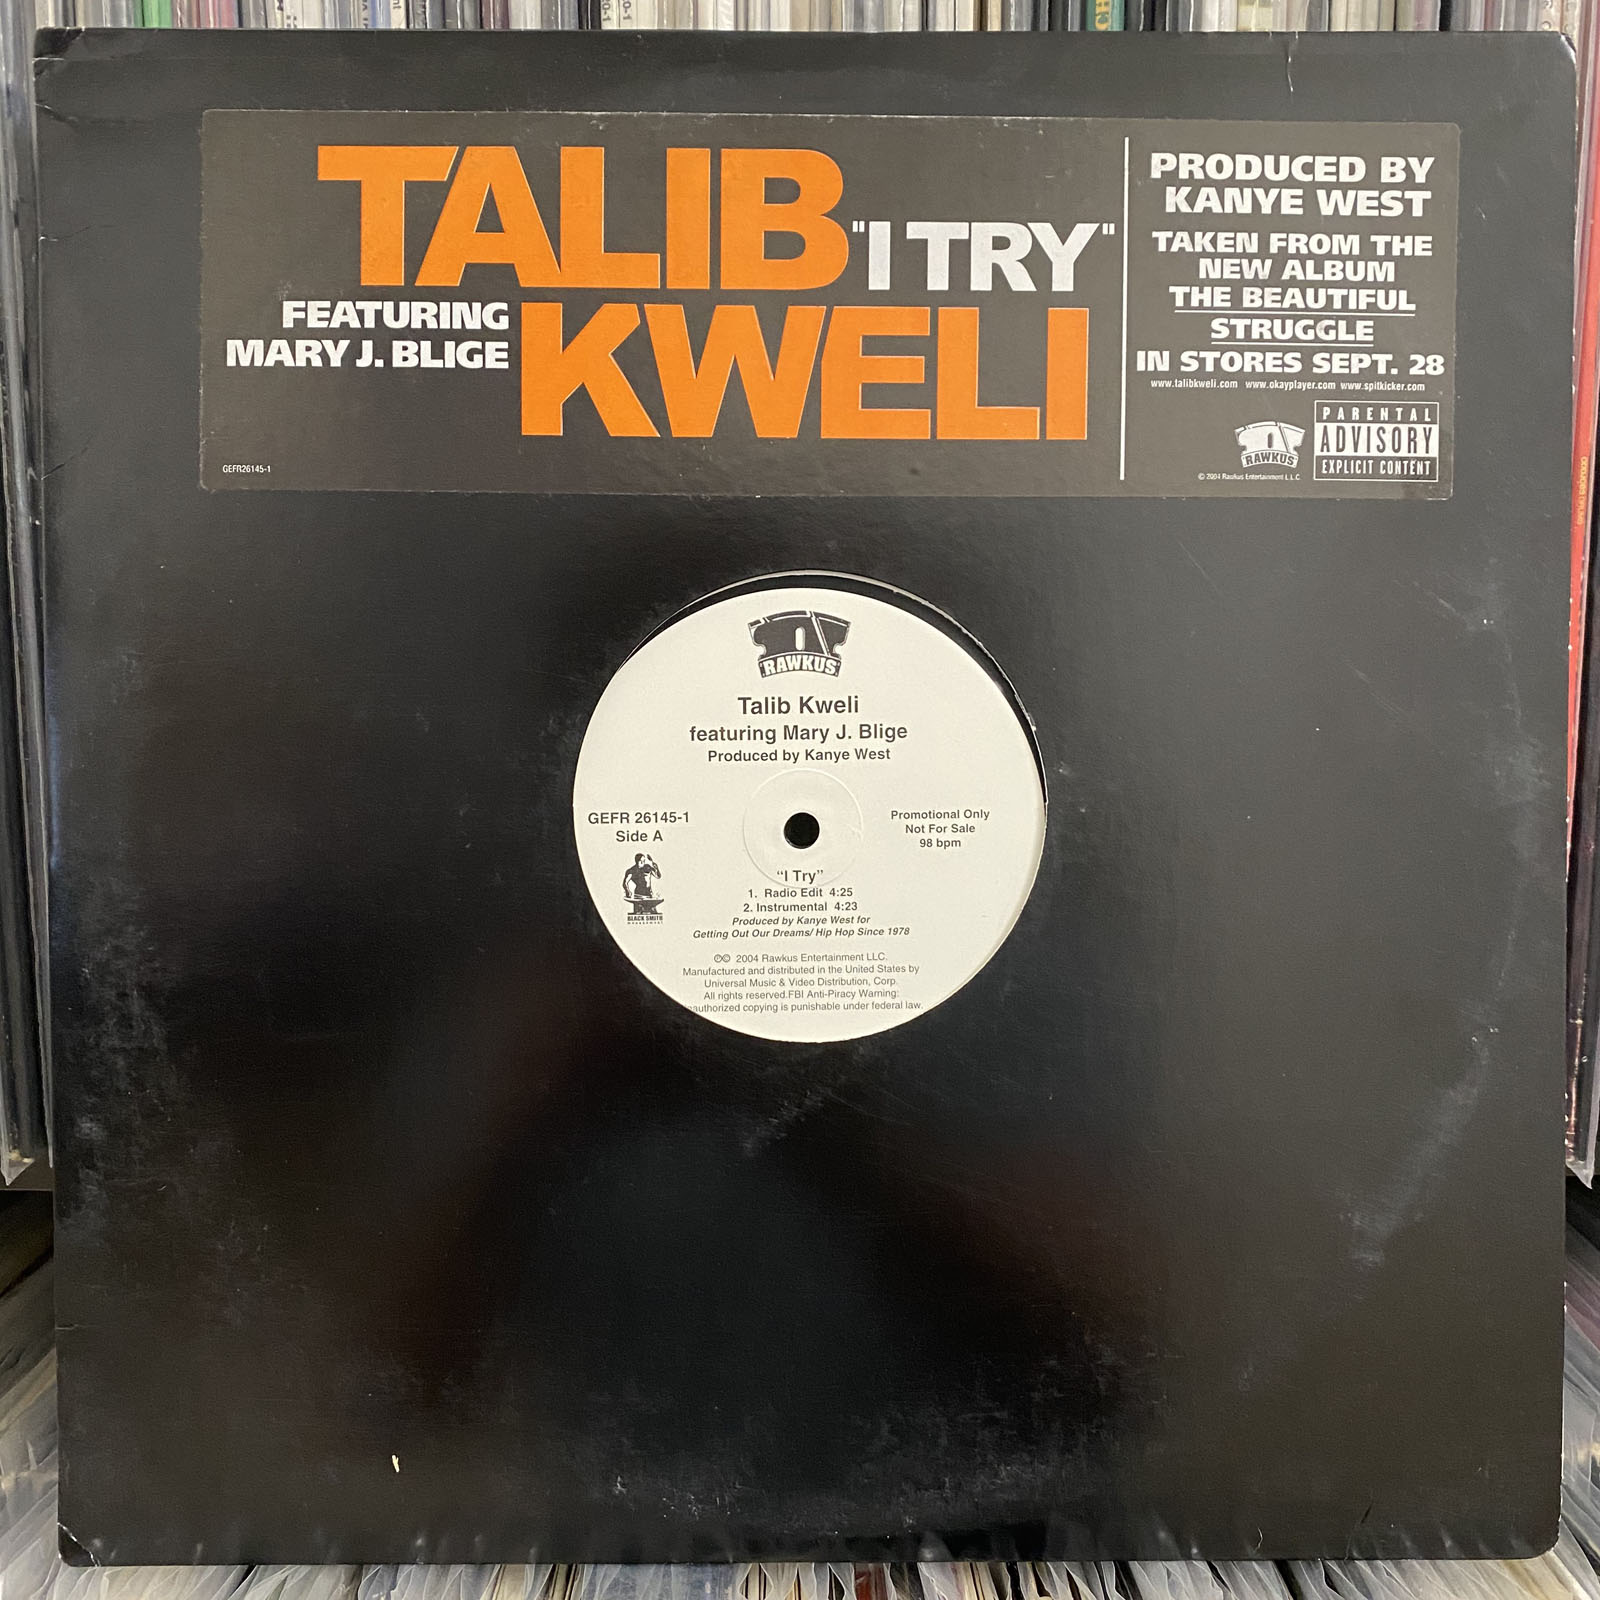 TALIB
"I TRY"
FEATURING
MARY J. BLIGE
KWELI
GEFR26145-1
PRODUCED BY
KANYE WEST
TAKEN FROM THE
NEW ALBUM
THE BEAUTIFUL
STRUGGLE
IN STORES SEPT. 28
www.talibkweli.com www.okayplayer.com www.spitkicker.com
RAWKUS
© 2004 Rawkus Entertainment L.L.C.
PARENTAL
ADVISORY
EXPLICIT CONTENT
RAWKUS
Talib Kweli
featuring Mary J. Blige
Produced by Kanye West
GEFR 26145-1
Side A
BLACK SMITH
MANAGEMENT
Promotional Only
Not For Sale
98 bpm
“I Try”
1. Radio Edit 4:25
2. Instrumental 4:23
Produced by Kanye West for
Getting Out Our Dreams/ Hip Hop Since 1978
℗© 2004 Rawkus Entertainment LLC.
Manufactured and distributed in the United States by
Universal Music & Video Distribution, Corp.
All rights reserved.FBI Anti-Piracy Warning:
authorized copying is punishable under federal law.